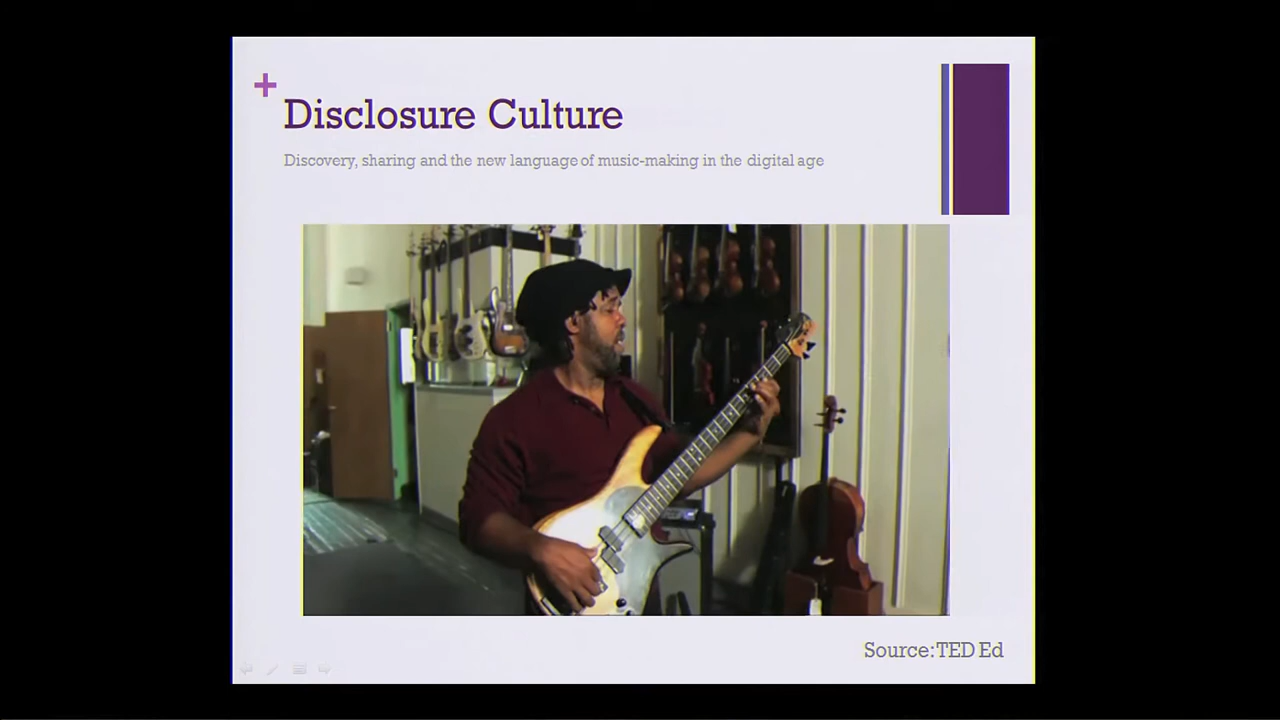 +
Disclosure Culture
Discovery, sharing and the new language of music-making in the digital age
Source:TED Ed